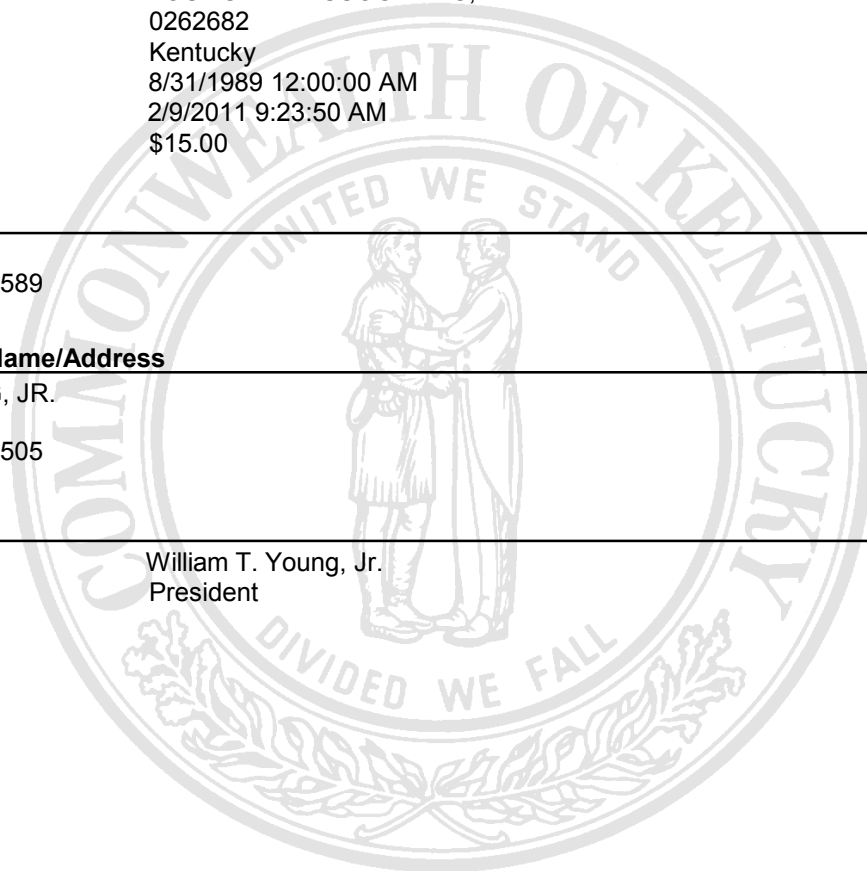 0262682
Kentucky
8/31/1989 12:00:00 AM
2/9/2011 9:23:50 AM
$15.00
589
Name/Address
, JR.
505
William T. Young, Jr.
President
COMMONWEALTH OF KENTUCKY
UNITED WE STAND
DIVIDED WE FALL